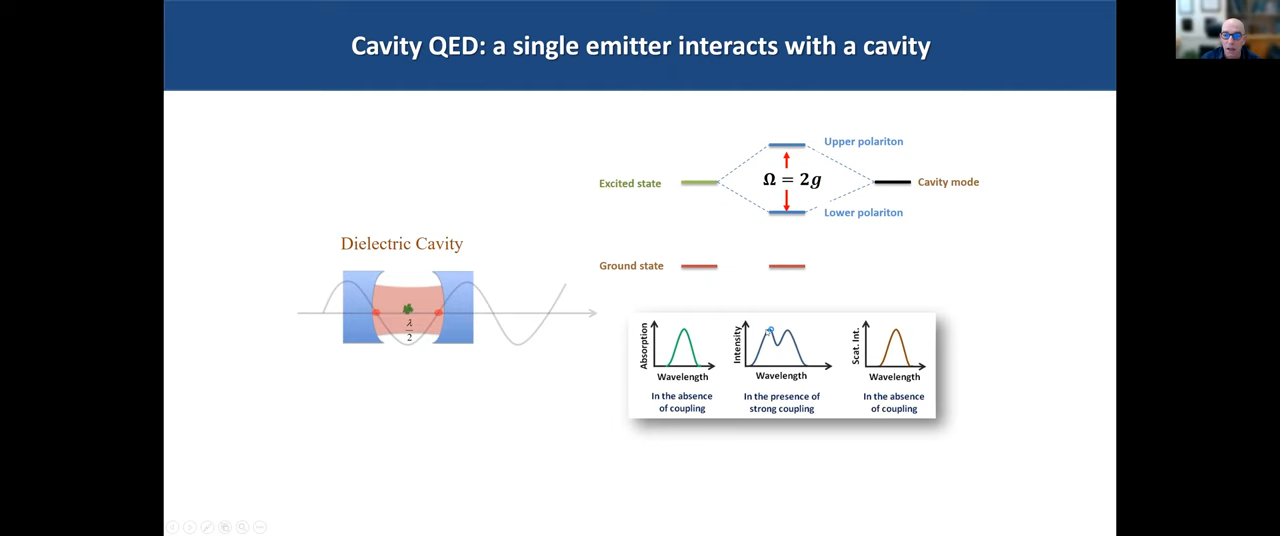 Cavity QED: a single emitter interacts with a cavity
Upper polariton
Excited state
Ω = 2g
Cavity mode
Lower polariton
Dielectric Cavity
Ground state
λ
2
Absorption
Wavelength
In the absence
of coupling
Intensity
Wavelength
In the presence of
strong coupling
Scat. Int.
Wavelength
In the absence
of coupling